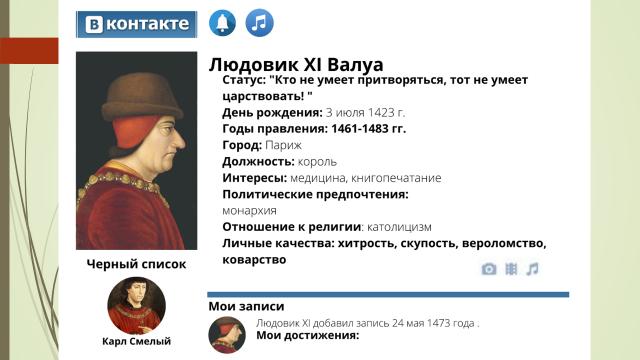 В контакте
Людовик XI Валуа
Статус: "Кто не умеет притворяться, тот не умеет
царствовать! "
День рождения: 3 июля 1423 г.
Годы правления: 1461-1483 гг.
Город: Париж
Должность: король
Интересы: медицина, книгопечатание
Политические предпочтения:
монархия
Отношение к религии: католицизм
Личные качества: хитрость, скупость, вероломство,
коварство
Черный список
Карл Смелый
Мои записи
Людовик XI добавил запись 24 мая 1473 года .
Мои достижения: